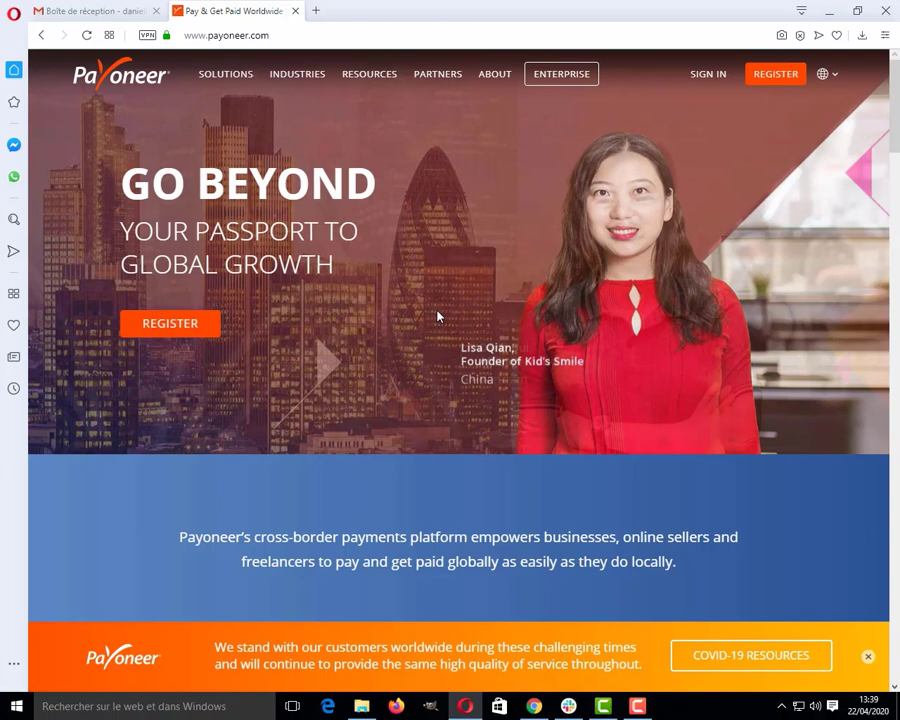 Boîte de réception - daniel
Pay & Get Paid Worldwide
VPN
www.payoneer.com
Payoneer
SOLUTIONS
INDUSTRIES
RESOURCES
PARTNERS
ABOUT
ENTERPRISE
SIGN IN
REGISTER
GO BEYOND
YOUR PASSPORT TO
GLOBAL GROWTH
REGISTER
Lisa Qian,
Founder of Kid's Smile
China
Payoneer's cross-border payments platform empowers businesses, online sellers and
freelancers to pay and get paid globally as easily as they do locally.
Payoneer
We stand with our customers worldwide during these challenging times
and will continue to provide the same high quality of service throughout.
COVID-19 RESOURCES
Rechercher sur le web et dans Windows
13:39
22/04/2020